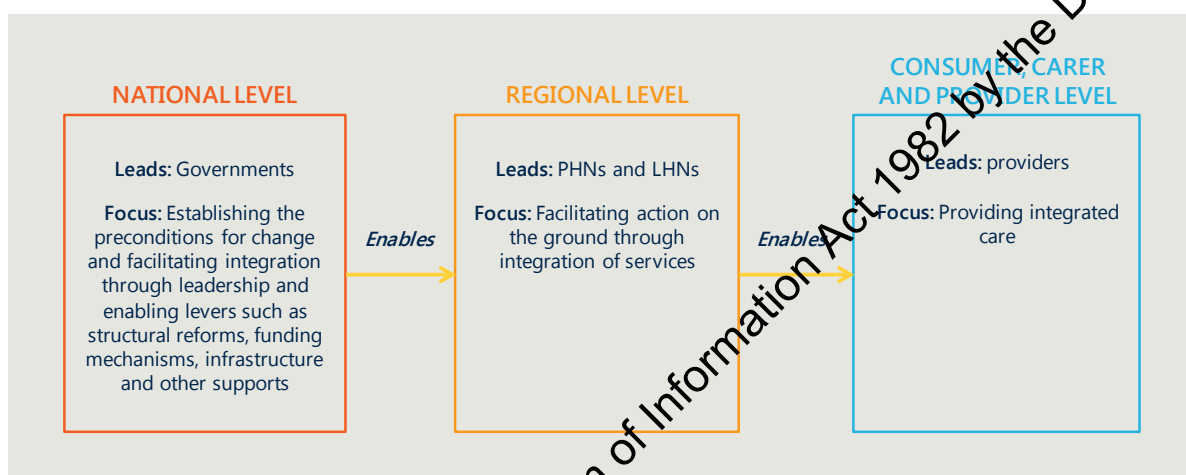 NATIONAL LEVEL
Leads: Governments
Focus: Establishing the
preconditions for change
and facilitating integration
through leadership and
enabling levers such as
structural reforms, funding
mechanisms, infrastructure
and other supports
Enables
REGIONAL LEVEL
Leads: PHNs and LHNs
Focus: Facilitating action on
the ground through
integration of services
Enables
CONSUMER, CARER
AND PROVIDER LEVEL
Leads: providers
Focus: Providing integrated
care
of Information Act 1982 by the